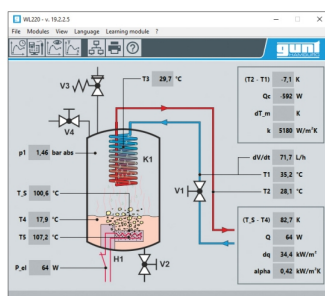 WL220 - v. 19.2.2.5
File Modules View Language Learning module ?
gunt
V3
T3 29,7 °C
(T2 - T1) -7,1 K
Qc -592 W
dT_m K
k 5180 W/m²K
V4
K1
p1 1,46 bar abs
dV/dt 71,7 L/h
T1 35,2 °C
V1
T2 28,1 °C
T_S 100,6 °C
T4 17,9 °C
T5 107,2 °C
(T_S - T4) 82,7 K
Q 64 W
dq 34,4 kW/m²
alpha 0,42 kW/m²K
P_el 64 W
H1
V2